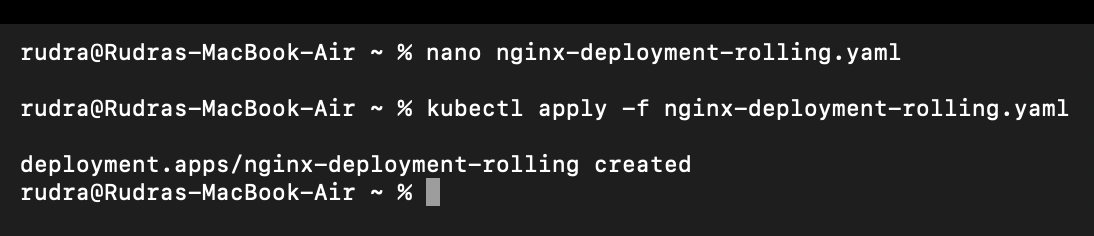 rudra@Rudras-MacBook-Air ~ % nano nginx-deployment-rolling.yaml
rudra@Rudras-MacBook-Air ~ % kubectl apply -f nginx-deployment-rolling.yaml
deployment.apps/nginx-deployment-rolling created
rudra@Rudras-MacBook-Air ~ %